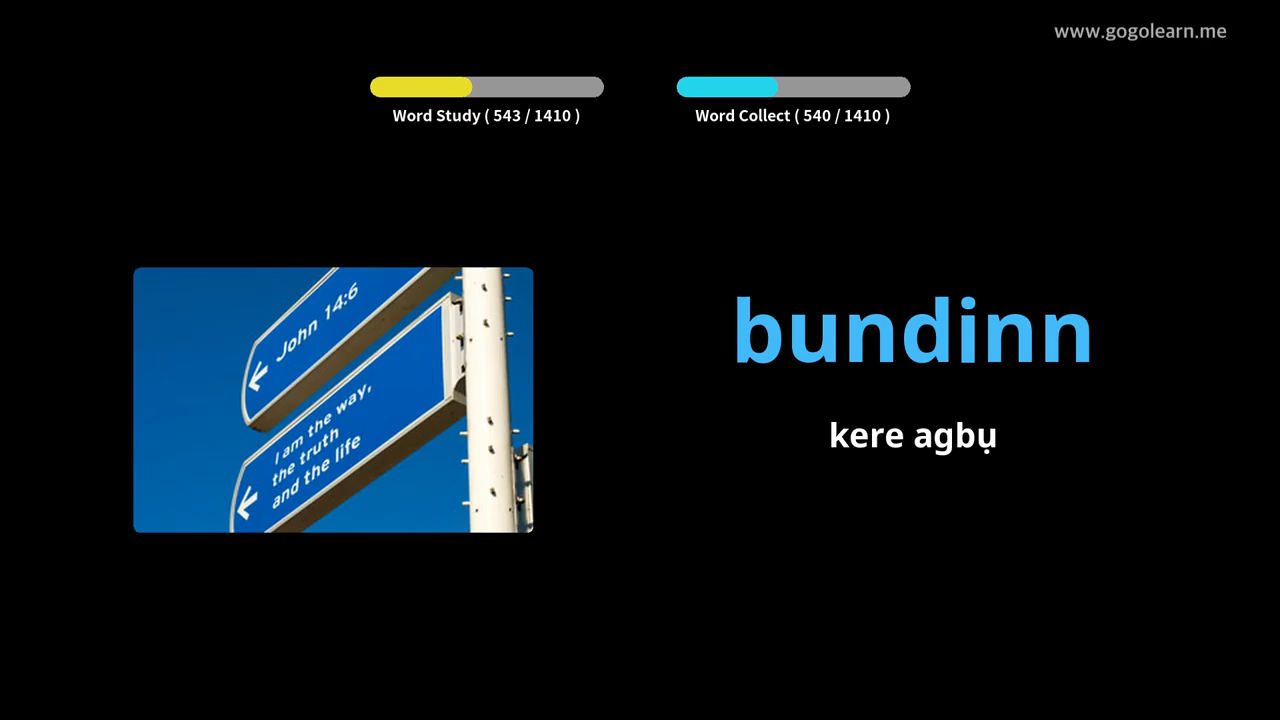 www.gogolearn.me
Word Study ( 543 / 1410 )
Word Collect ( 540 / 1410 )
John 14:6
I am the way,
the truth
and the life
bundinn
kere agbụ